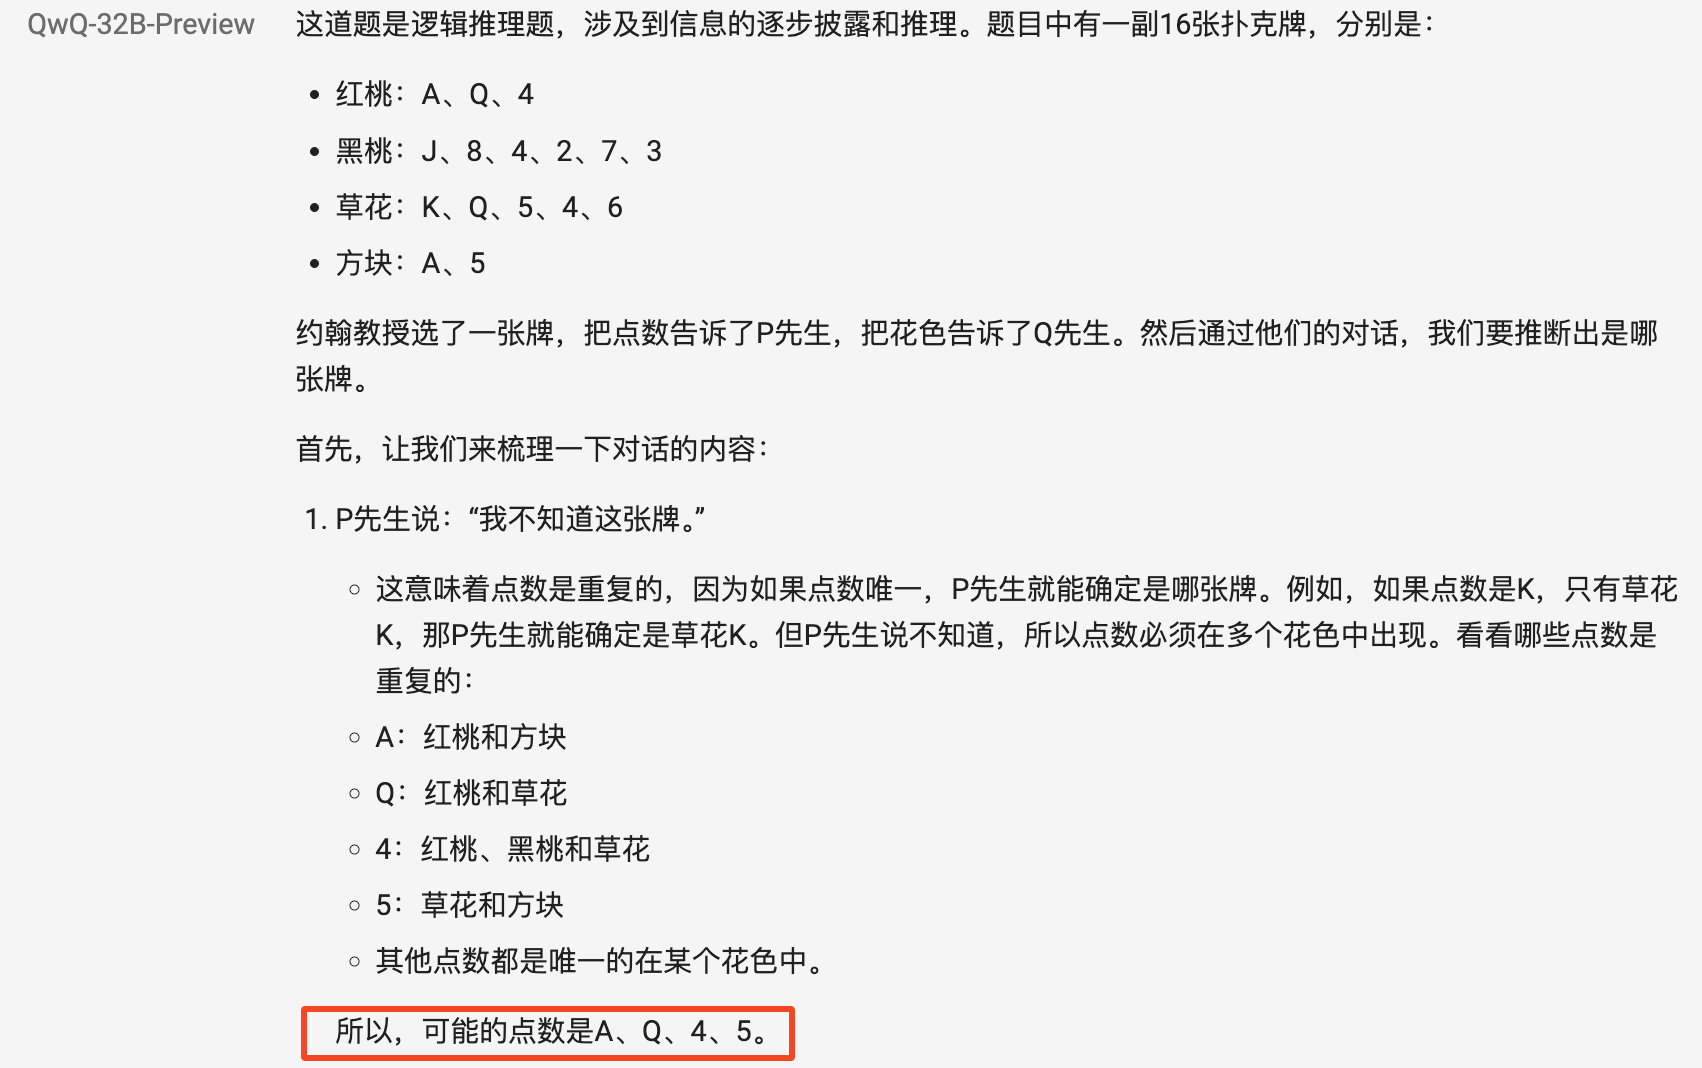 QwQ-32B-Preview
这道题是逻辑推理题，涉及到信息的逐步披露和推理。题目中有一副16张扑克牌，分别是：
• 红桃：A、Q、4
• 黑桃：J、8、4、2、7、3
• 草花：K、Q、5、4、6
• 方块：A、5
约翰教授选了一张牌，把点数告诉了P先生，把花色告诉了Q先生。然后通过他们的对话，我们要推断出是哪
张牌。
首先，让我们来梳理一下对话的内容：
1. P先生说：“我不知道这张牌。”
○ 这意味着点数是重复的，因为如果点数唯一，P先生就能确定是哪张牌。例如，如果点数是K，只有草花
K，那P先生就能确定是草花K。但P先生说不知道，所以点数必须在多个花色中出现。看看哪些点数是
重复的：
○ A：红桃和方块
○ Q：红桃和草花
○ 4：红桃、黑桃和草花
○ 5：草花和方块
○ 其他点数都是唯一的在某个花色中。
所以，可能的点数是A、Q、4、5。